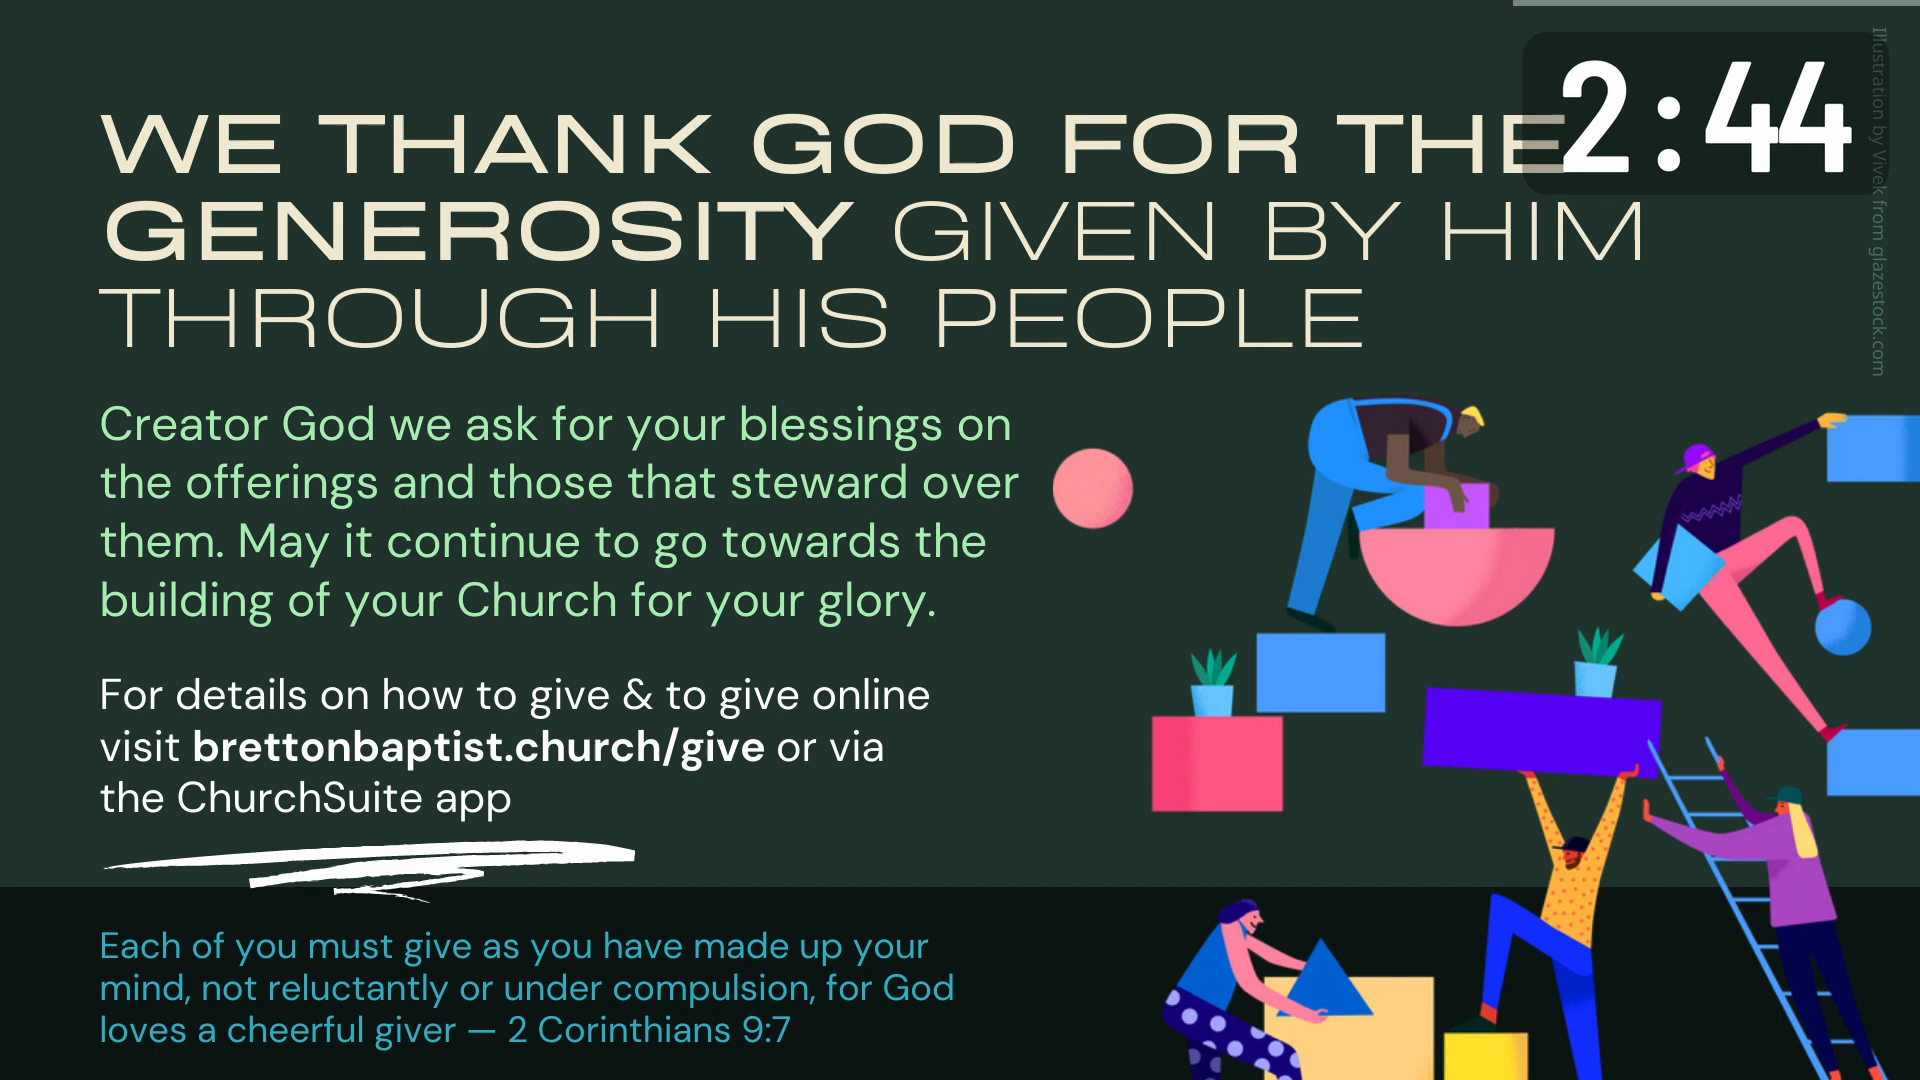 WE THANK GOD FOR THE
GENEROSITY GIVEN BY HIM
THROUGH HIS PEOPLE
2:44
Illustration by Vivek from glazestock.com
Creator God we ask for your blessings on
the offerings and those that steward over
them. May it continue to go towards the
building of your Church for your glory.
For details on how to give & to give online
visit brettonbaptist.church/give or via
the ChurchSuite app
Each of you must give as you have made up your
mind, not reluctantly or under compulsion, for God
loves a cheerful giver — 2 Corinthians 9:7